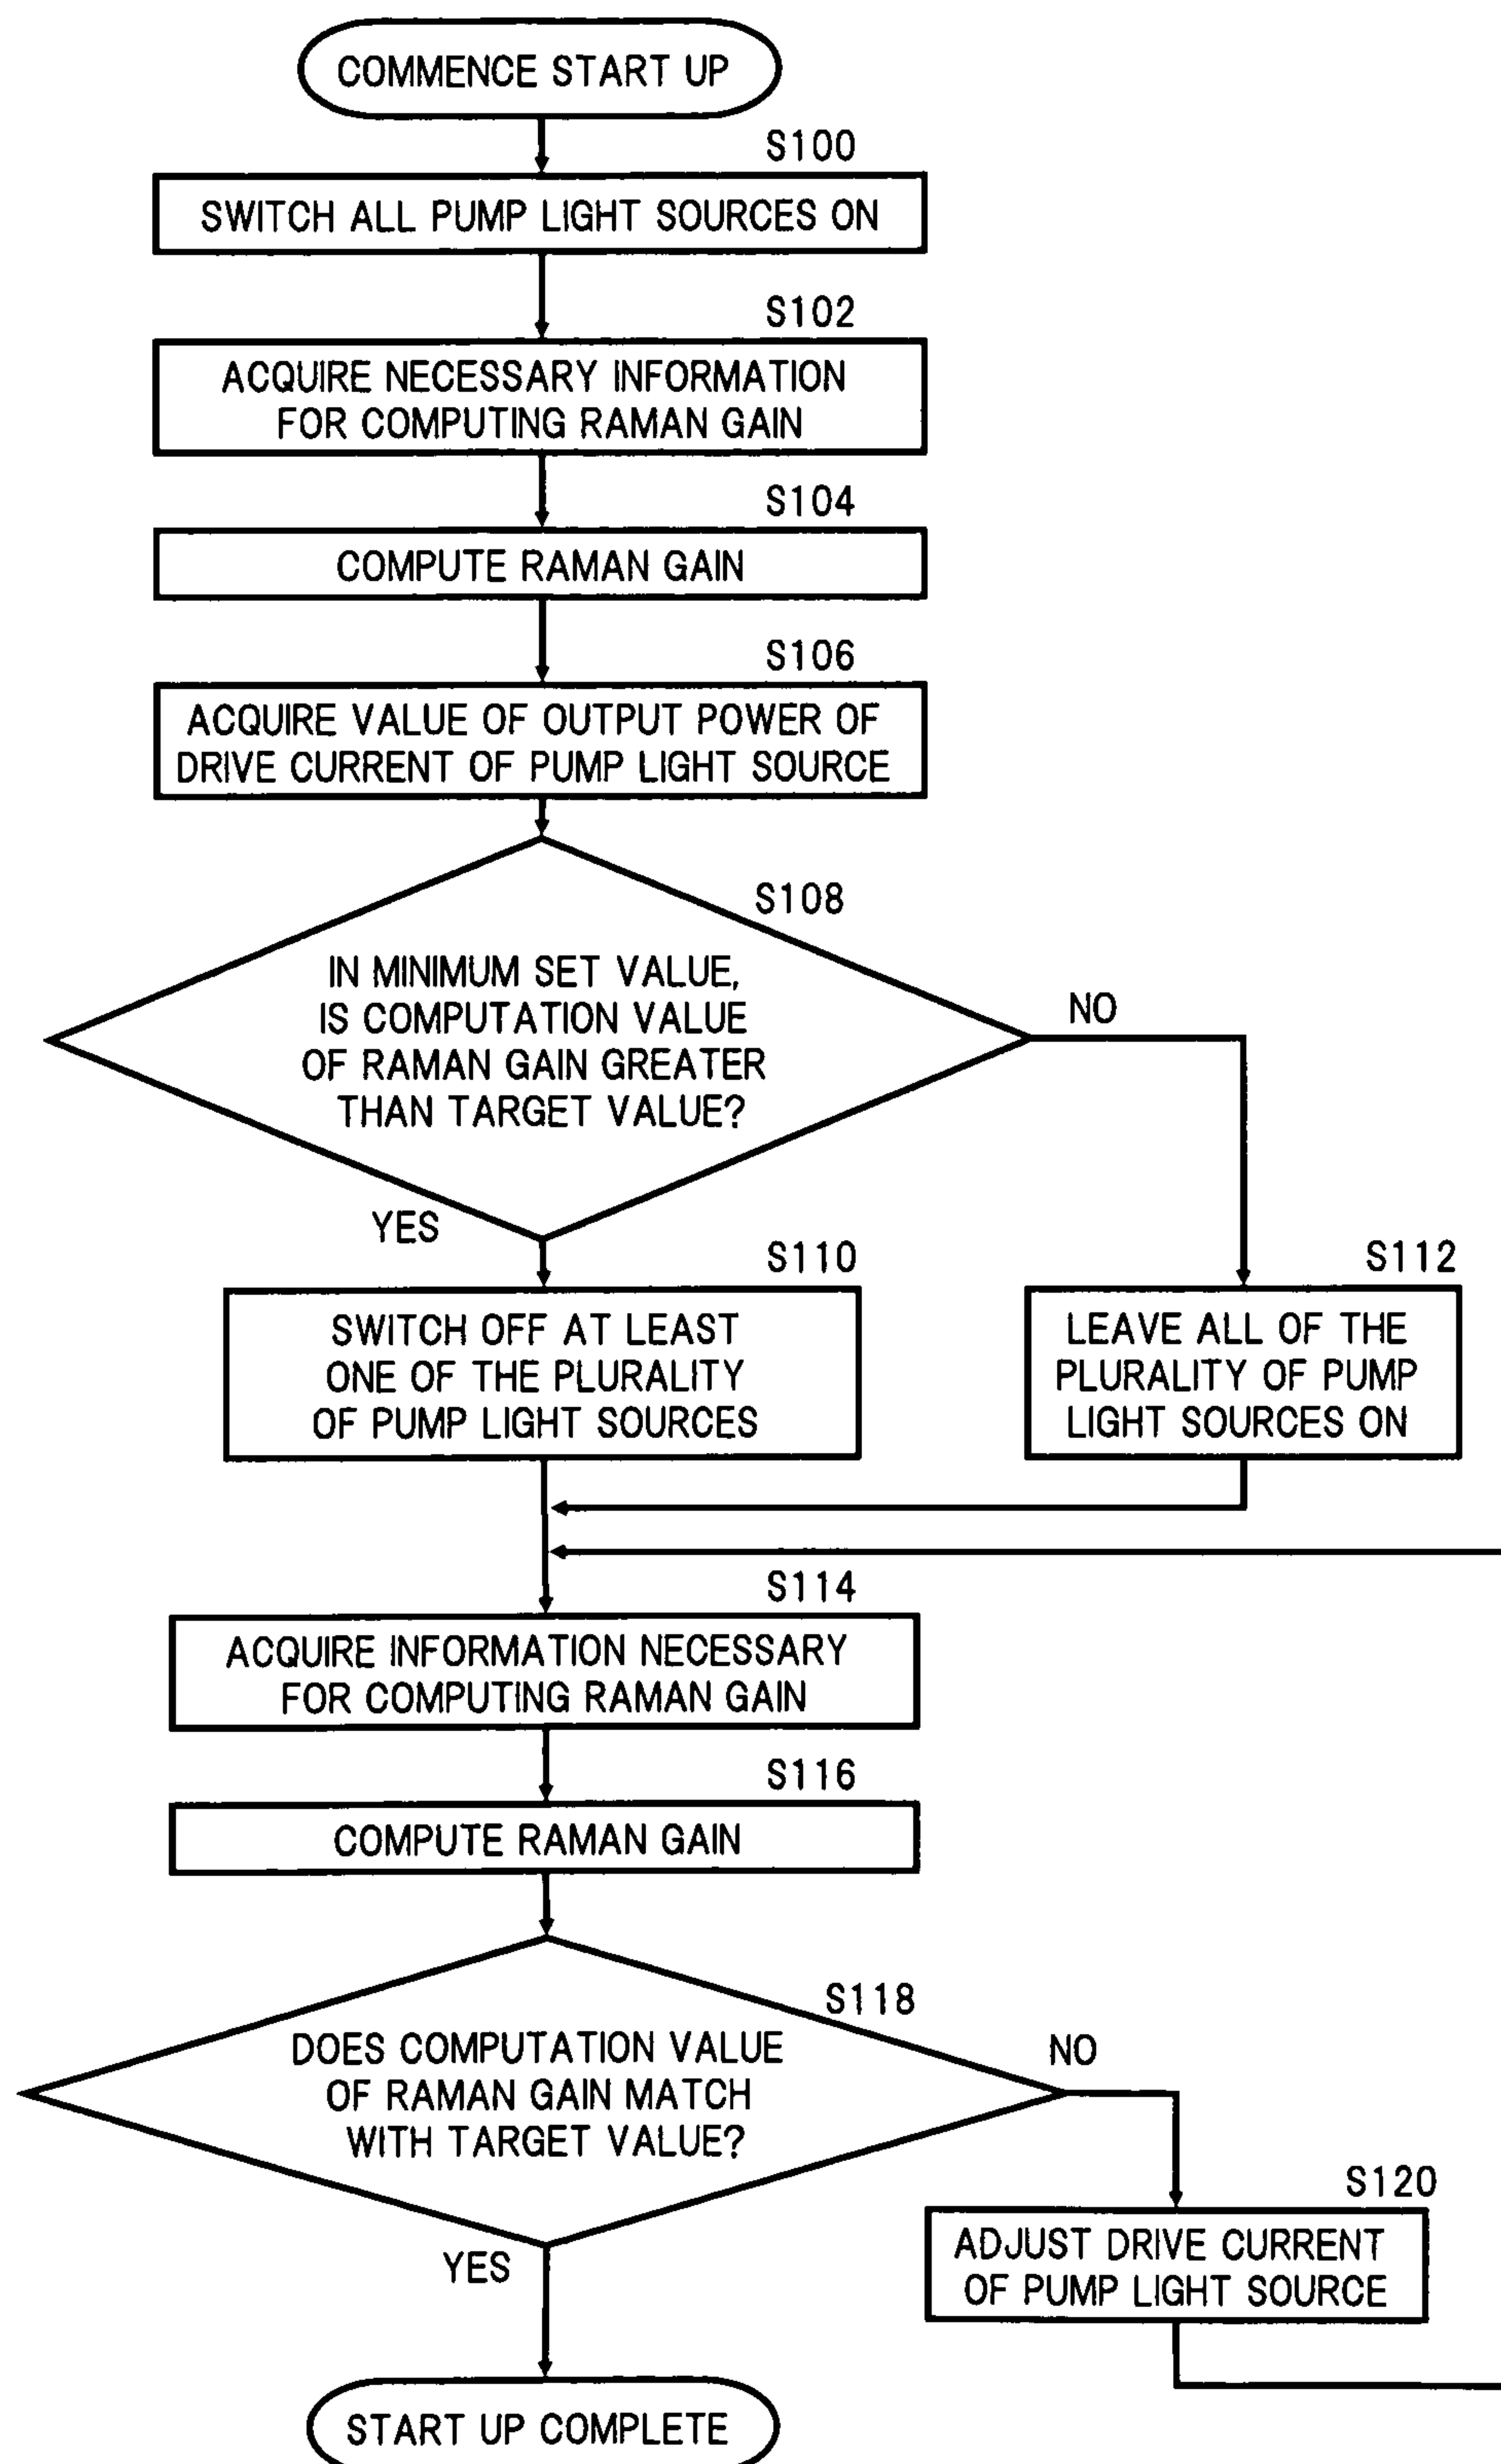 COMMENCE START UP
S100
SWITCH ALL PUMP LIGHT SOURCES ON
S102
ACQUIRE NECESSARY INFORMATION
FOR COMPUTING RAMAN GAIN
S104
COMPUTE RAMAN GAIN
S106
ACQUIRE VALUE OF OUTPUT POWER OF
DRIVE CURRENT OF PUMP LIGHT SOURCE
S108
IN MINIMUM SET VALUE,
IS COMPUTATION VALUE
OF RAMAN GAIN GREATER
THAN TARGET VALUE?
NO
YES
S110
SWITCH OFF AT LEAST
ONE OF THE PLURALITY
OF PUMP LIGHT SOURCES
S112
LEAVE ALL OF THE
PLURALITY OF PUMP
LIGHT SOURCES ON
S114
ACQUIRE INFORMATION NECESSARY
FOR COMPUTING RAMAN GAIN
S116
COMPUTE RAMAN GAIN
S118
DOES COMPUTATION VALUE
OF RAMAN GAIN MATCH
WITH TARGET VALUE?
NO
YES
S120
ADJUST DRIVE CURRENT
OF PUMP LIGHT SOURCE
START UP COMPLETE